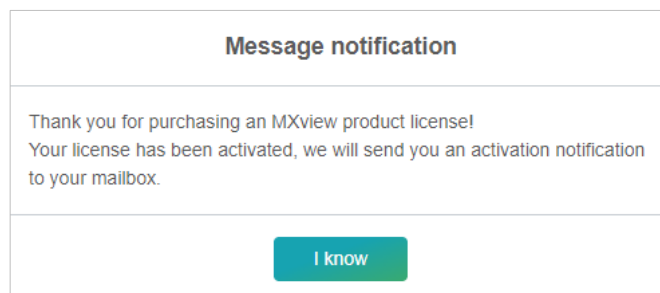 Message notification
Thank you for purchasing an MXview product license!
Your license has been activated, we will send you an activation notification
to your mailbox.
I know